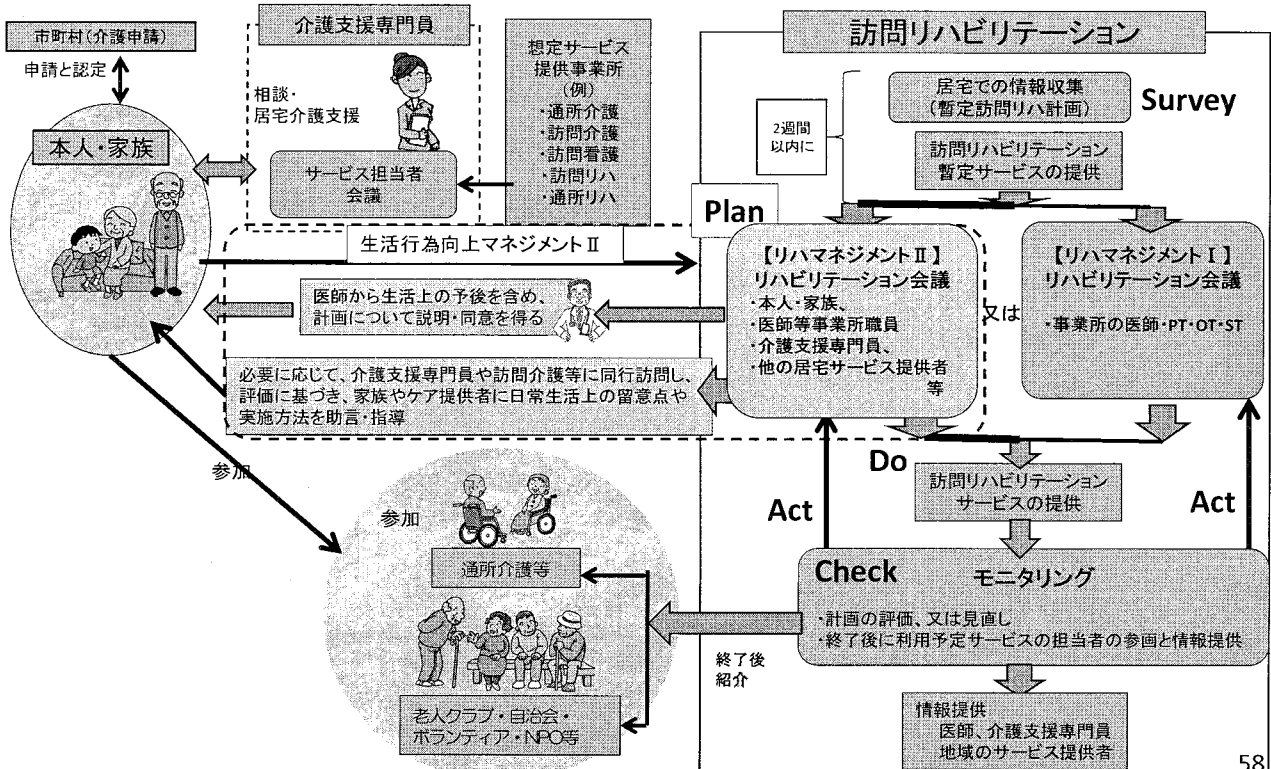 市町村(介護申請)
申請と認定
本人・家族
介護支援専門員
相談・
居宅介護支援
サービス担当者
会議
想定サービス
提供事業所
(例)
・通所介護
・訪問介護
・訪問看護
・訪問リハ
・通所リハ
訪問リハビリテーション
2週間
以内に
居宅での情報収集
(暫定訪問リハ計画)
Survey
訪問リハビリテーション
暫定サービスの提供
Plan
生活行為向上マネジメントⅡ
医師から生活上の予後を含め、
計画について説明・同意を得る
必要に応じて、介護支援専門員や訪問介護等に同行訪問し、
評価に基づき、家族やケア提供者に日常生活上の留意点や
実施方法を助言・指導
【リハマネジメントⅡ】
リハビリテーション会議
・本人・家族、
・医師等事業所職員
・介護支援専門員、
・他の居宅サービス提供者
等
又は
【リハマネジメントⅠ】
リハビリテーション会議
・事業所の医師・PT・OT・ST
Do
訪問リハビリテーション
サービスの提供
Act
Act
Check
モニタリング
・計画の評価、又は見直し
・終了後に利用予定サービスの担当者の参画と情報提供
参加
参加
通所介護等
老人クラブ・自治会・
ボランティア・NPO等
終了後
紹介
情報提供
医師、介護支援専門員
地域のサービス提供者
58